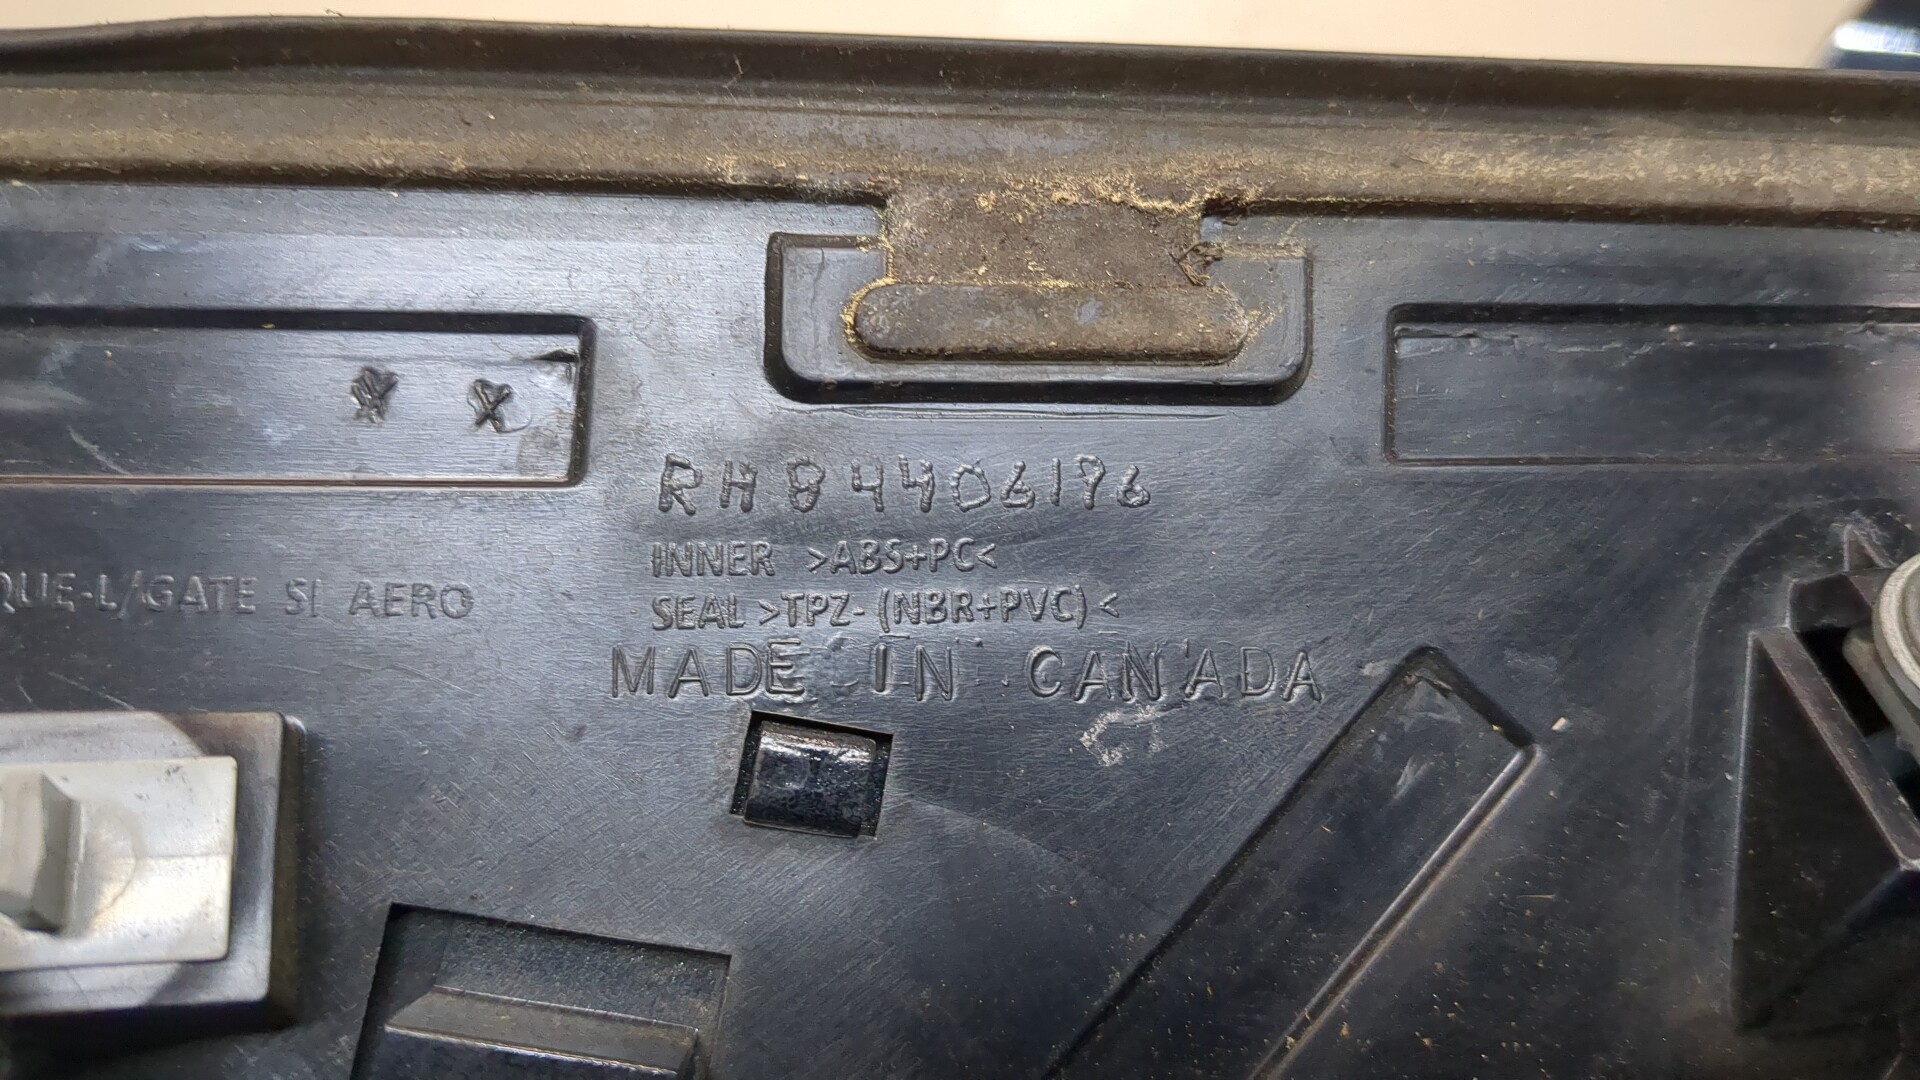 RH 84406196
INNER >ABS+PC<
QUE-L/GATE SI AERO
SEAL >TPZ-(NBR+PVC)<
MADE IN CANADA